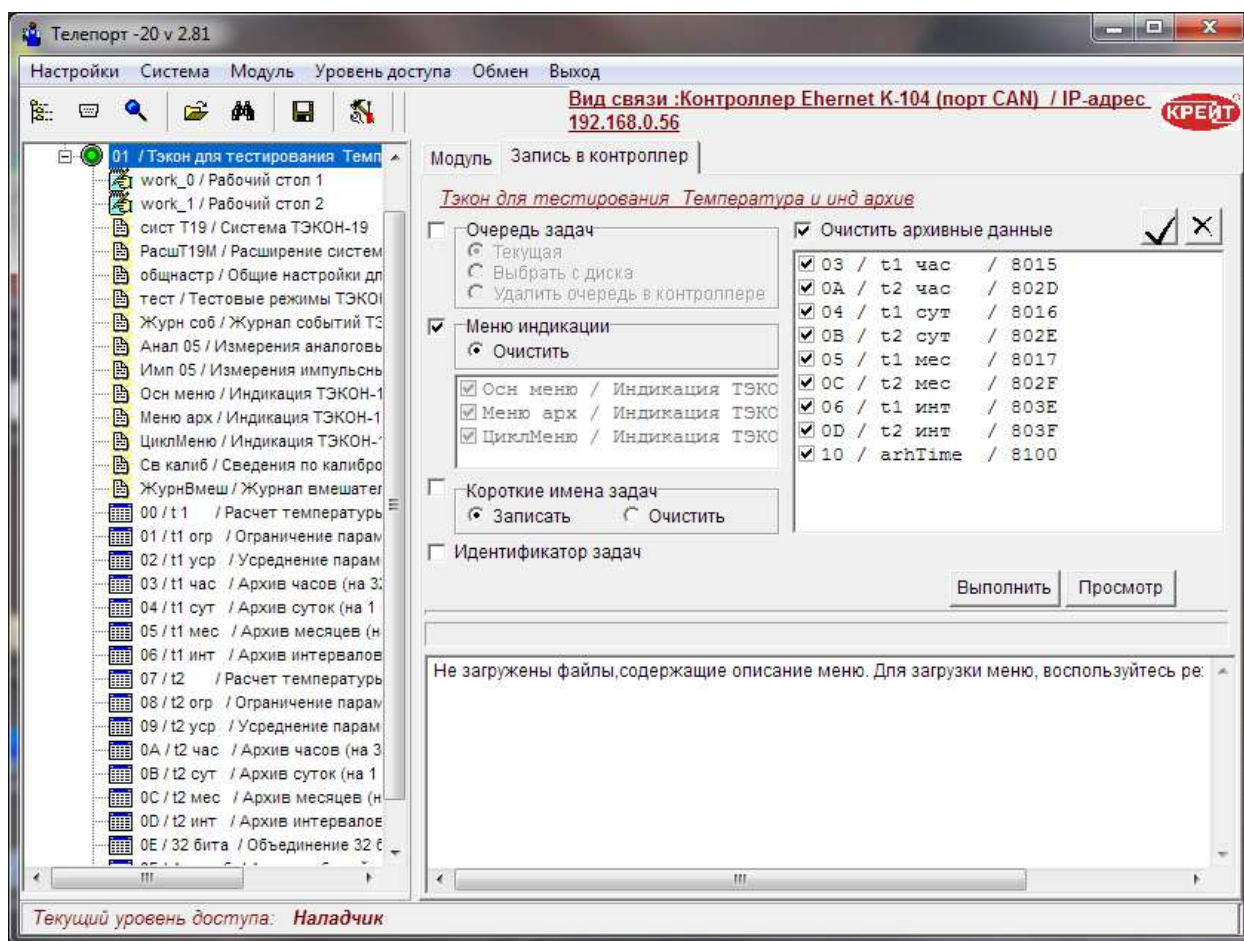 Телепорт -20 v 2.81
Настройки Система Модуль Уровень доступа Обмен Выход
Вид связи :Контроллер Ehernet K-104 (порт CAN) / IP-адрес
192.168.0.56
КРЕЙТ
01 / Тэкон для тестирования Темп
work_0 / Рабочий стол 1
work_1 / Рабочий стол 2
сист T19 / Система ТЭКОН-19
РасшT19М / Расширение систем
общнастр / Общие настройки дл
тест / Тестовые режимы ТЭКО
Журн соб / Журнал событий ТЭ
Анал 05 / Измерения аналоговь
Имп 05 / Измерения импульснь
Осн меню / Индикация ТЭКОН-1
Меню арх / Индикация ТЭКОН-1
ЦиклМеню / Индикация ТЭКОН-
Св калиб / Сведения по калибро
ЖурнВмеш / Журнал вмешател
00 / t 1 / Расчет температурь
01 / t1 огр / Ограничение парам
02 / t1 уср / Усреднение парам
03 / t1 час / Архив часов (на 3
04 / t1 сут / Архив суток (на 1
05 / t1 мес / Архив месяцев (н
06 / t1 инт / Архив интервалов
07 / t2 / Расчет температурь
08 / t2 огр / Ограничение парам
09 / t2 уср / Усреднение парам
0A / t2 час / Архив часов (на 3
0B / t2 сут / Архив суток (на 1
0C / t2 мес / Архив месяцев (н
0D / t2 инт / Архив интервалов
0E / 32 бита / Объединение 32 б
Модуль Запись в контроллер
Тэкон для тестирования Температура и инд архив
Очередь задач
Текущая
Выбрать с диска
Удалить очередь в контроллере
Меню индикации
Очистить
Осн меню / Индикация ТЭКО
Меню арх / Индикация ТЭКО
ЦиклМеню / Индикация ТЭКО
Короткие имена задач
Записать Очистить
Идентификатор задач
Очистить архивные данные
03 / t1 час / 8015
0A / t2 час / 802D
04 / t1 сут / 8016
0B / t2 сут / 802E
05 / t1 мес / 8017
0C / t2 мес / 802F
06 / t1 инт / 803E
0D / t2 инт / 803F
10 / arhTime / 8100
Выполнить Просмотр
Не загружены файлы,содержащие описание меню. Для загрузки меню, воспользуйтесь ре
Текущий уровень доступа: Наладчик